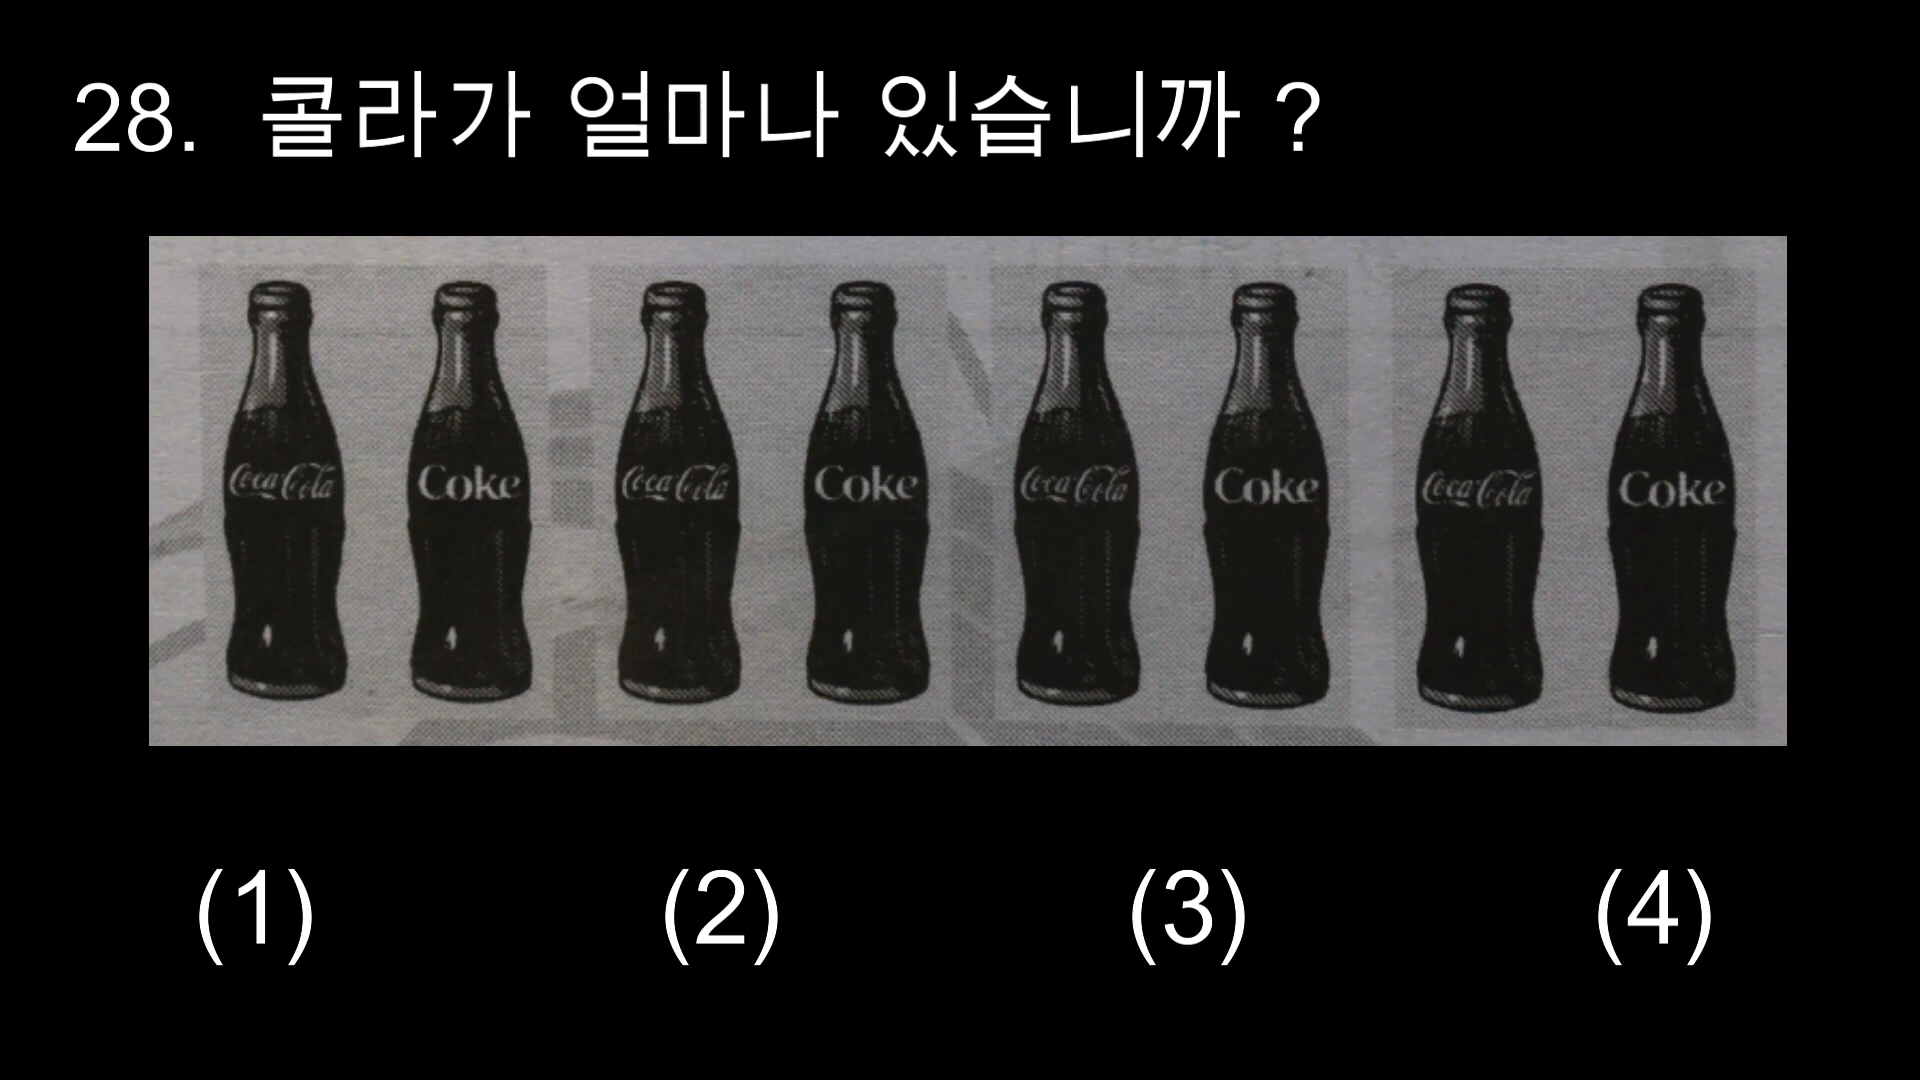 28. 콜라가 얼마나 있습니까 ?
Coca-Cola Coke Coca-Cola Coke Coca-Cola Coke Coca-Cola Coke
(1) (2) (3) (4)